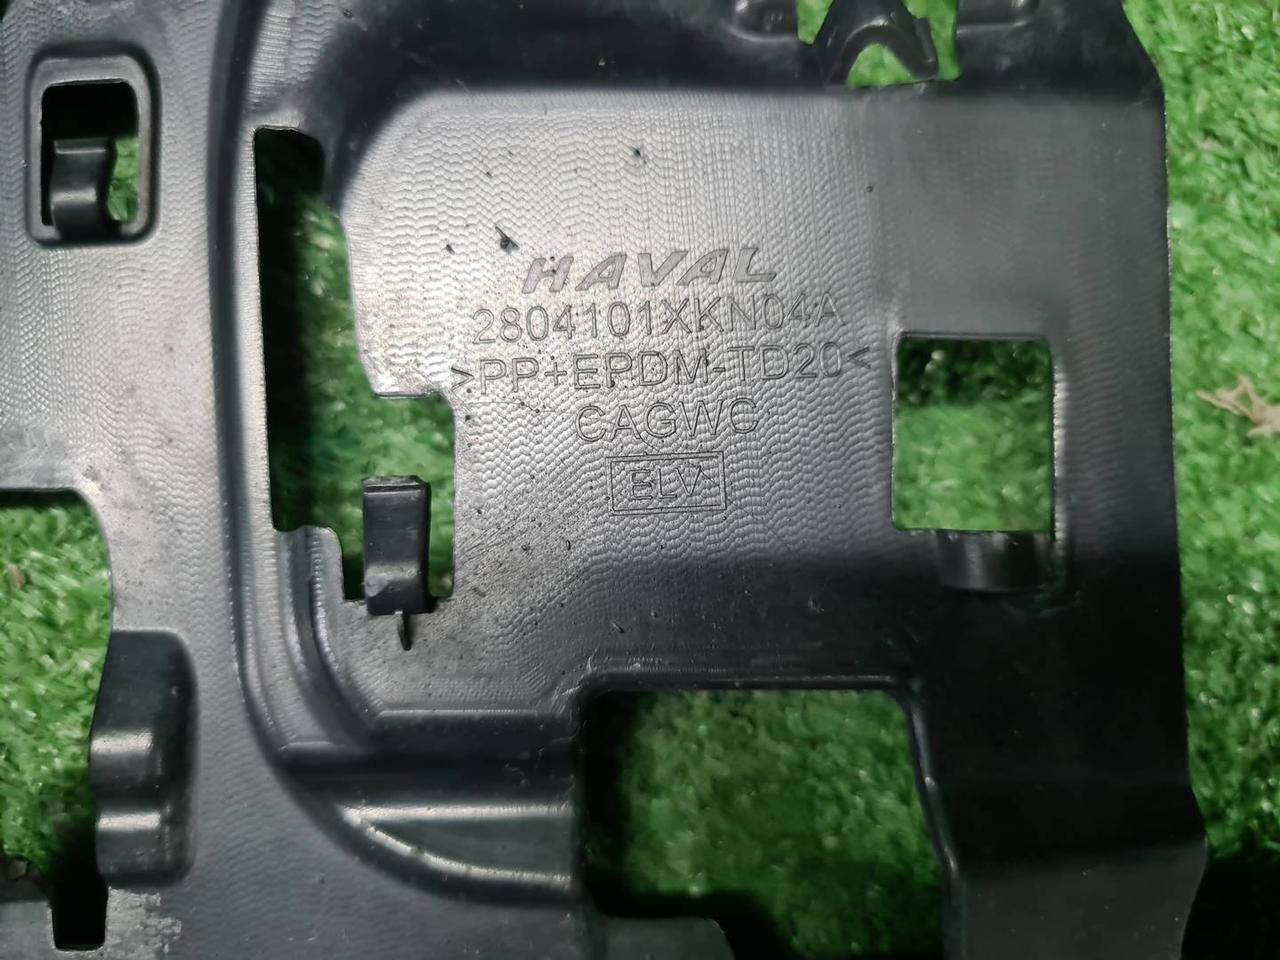 HAVAL
2804101XKN04A
>PP+EPDM-TD20<
CAGWC
ELV